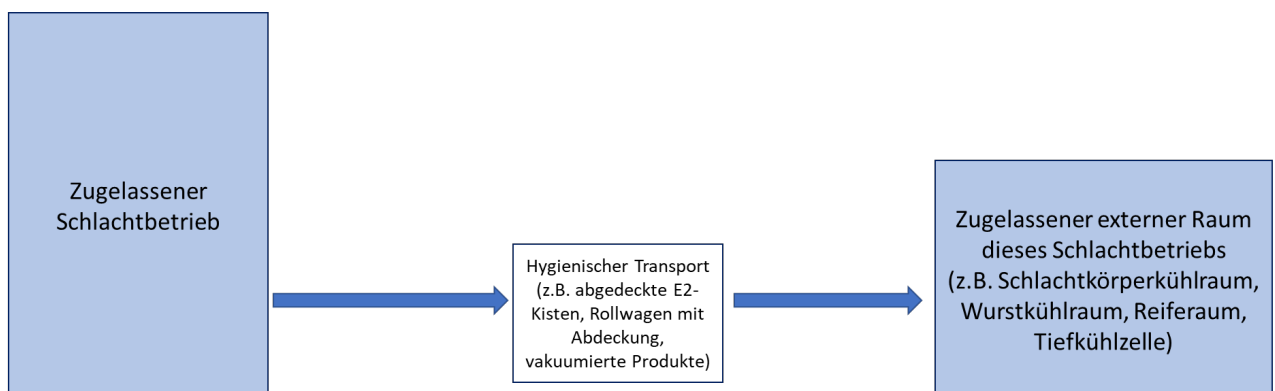 Zugelassener
Schlachtbetrieb
Hygienischer Transport
(z.B. abgedeckte E2-
Kisten, Rollwagen mit
Abdeckung,
vakuumierte Produkte)
Zugelassener externer Raum
dieses Schlachtbetriebs
(z.B. Schlachtkörperkühlraum,
Wurstkühlraum, Reiferaum,
Tiefkühlzelle)